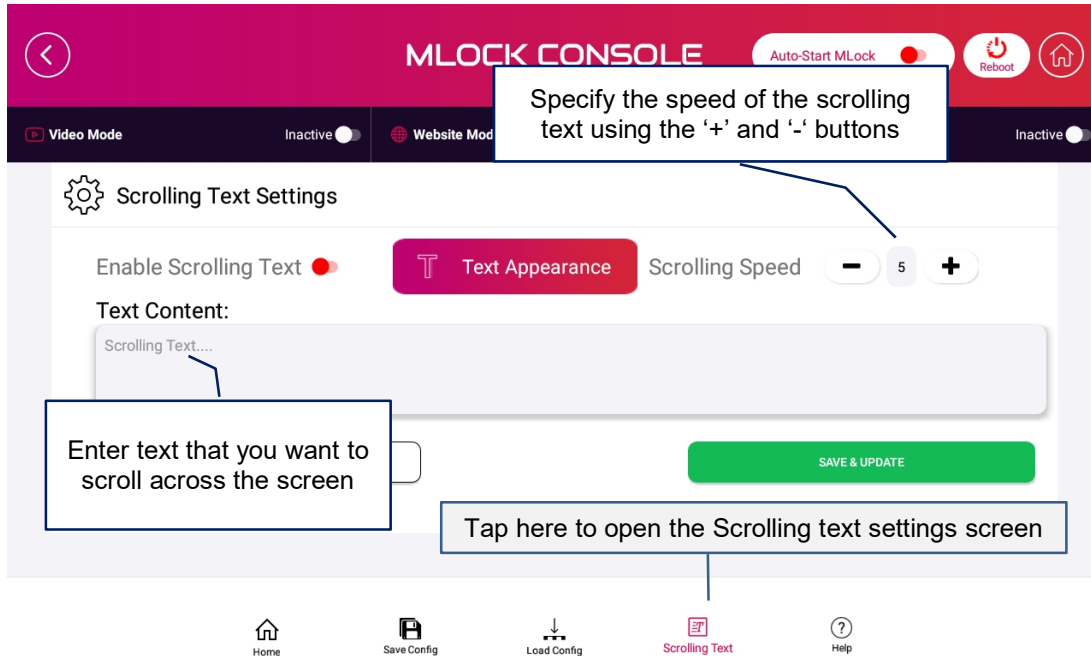 MLOCK CONSOLE
Auto-Start MLock
Reboot
Specify the speed of the scrolling
text using the ‘+’ and ‘-‘ buttons
Video Mode
Inactive
Website Mod
Inactive
Scrolling Text Settings
Enable Scrolling Text
T Text Appearance
Scrolling Speed
- 5 +
Text Content:
Scrolling Text....
Enter text that you want to
scroll across the screen
SAVE & UPDATE
Tap here to open the Scrolling text settings screen
Home
Save Config
Load Config
Scrolling Text
? Help